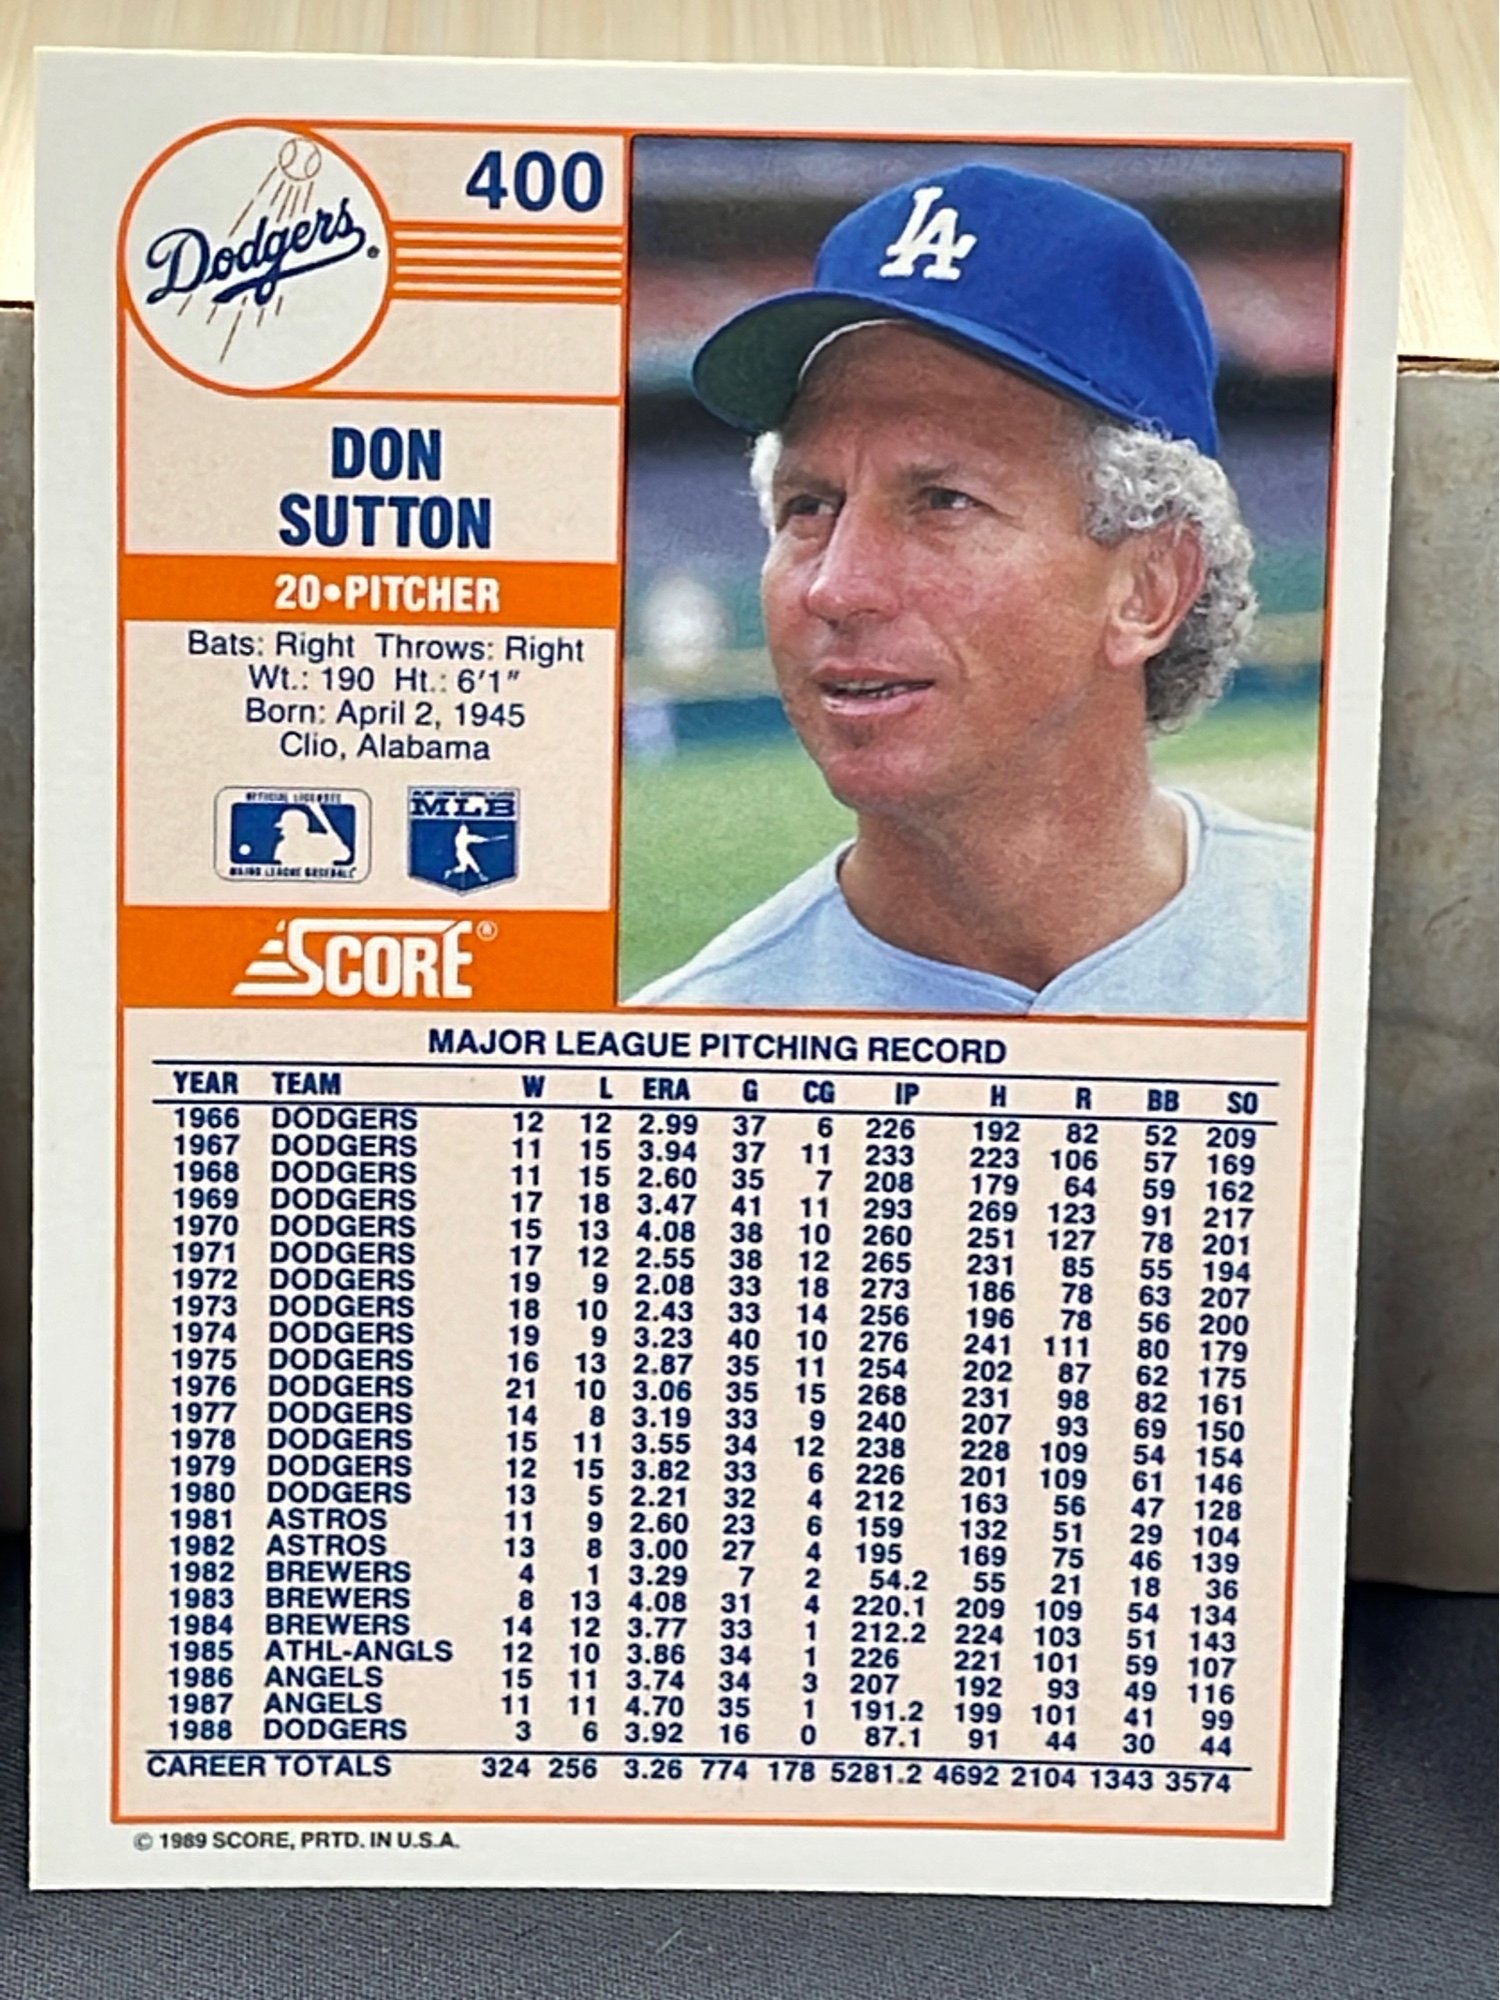 Dodgers®
400
LA
DON
SUTTON
20•PITCHER
Bats: Right Throws: Right
Wt.: 190 Ht.: 6'1"
Born: April 2, 1945
Clio, Alabama
OFFICIAL LICENSEE
MAJOR LEAGUE BASEBALL
MLB
SCORE®
MAJOR LEAGUE PITCHING RECORD
YEAR TEAM W L ERA G CG IP H R BB SO
1966 DODGERS 12 12 2.99 37 6 226 192 82 52 209
1967 DODGERS 11 15 3.94 37 11 233 223 106 57 169
1968 DODGERS 11 15 2.60 35 7 208 179 64 59 162
1969 DODGERS 17 18 3.47 41 11 293 269 123 91 217
1970 DODGERS 15 13 4.08 38 10 260 251 127 78 201
1971 DODGERS 17 12 2.55 38 12 265 231 85 55 194
1972 DODGERS 19 9 2.08 33 18 273 186 78 63 207
1973 DODGERS 18 10 2.43 33 14 256 196 78 56 200
1974 DODGERS 19 9 3.23 40 10 276 241 111 80 179
1975 DODGERS 16 13 2.87 35 11 254 202 87 62 175
1976 DODGERS 21 10 3.06 35 15 268 231 98 82 161
1977 DODGERS 14 8 3.19 33 9 240 207 93 69 150
1978 DODGERS 15 11 3.55 34 12 238 228 109 54 154
1979 DODGERS 12 15 3.82 33 6 226 201 109 61 146
1980 DODGERS 13 5 2.21 32 4 212 163 56 47 128
1981 ASTROS 11 9 2.60 23 6 159 132 51 29 104
1982 ASTROS 13 8 3.00 27 4 195 169 75 46 139
1982 BREWERS 4 1 3.29 7 2 54.2 55 21 18 36
1983 BREWERS 8 13 4.08 31 4 220.1 209 109 54 134
1984 BREWERS 14 12 3.77 33 1 212.2 224 103 51 143
1985 ATHL-ANGLS 12 10 3.86 34 1 226 221 101 59 107
1986 ANGELS 15 11 3.74 34 3 207 192 93 49 116
1987 ANGELS 11 11 4.70 35 1 191.2 199 101 41 99
1988 DODGERS 3 6 3.92 16 0 87.1 91 44 30 44
CAREER TOTALS 324 256 3.26 774 178 5281.2 4692 2104 1343 3574
© 1989 SCORE, PRTD. IN U.S.A.